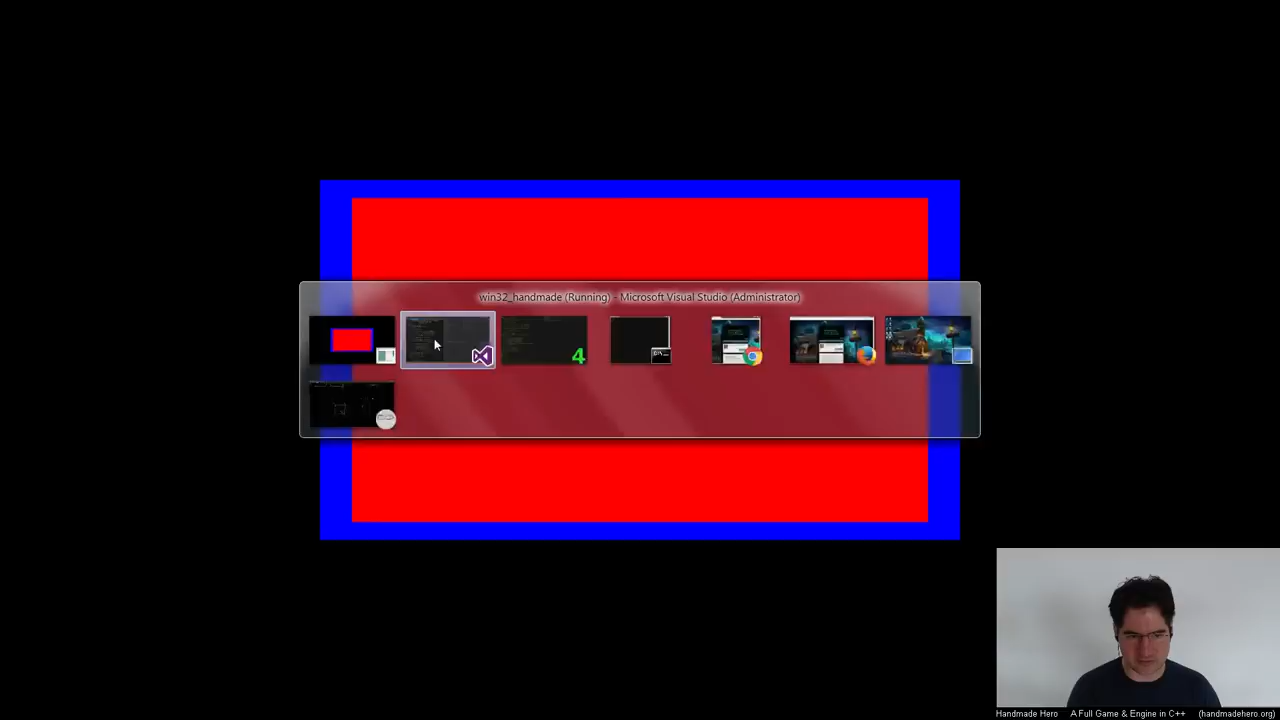 win32_handmade (Running) - Microsoft Visual Studio (Administrator)
4
Handmade Hero A Full Game & Engine in C++ (handmadehero.org)